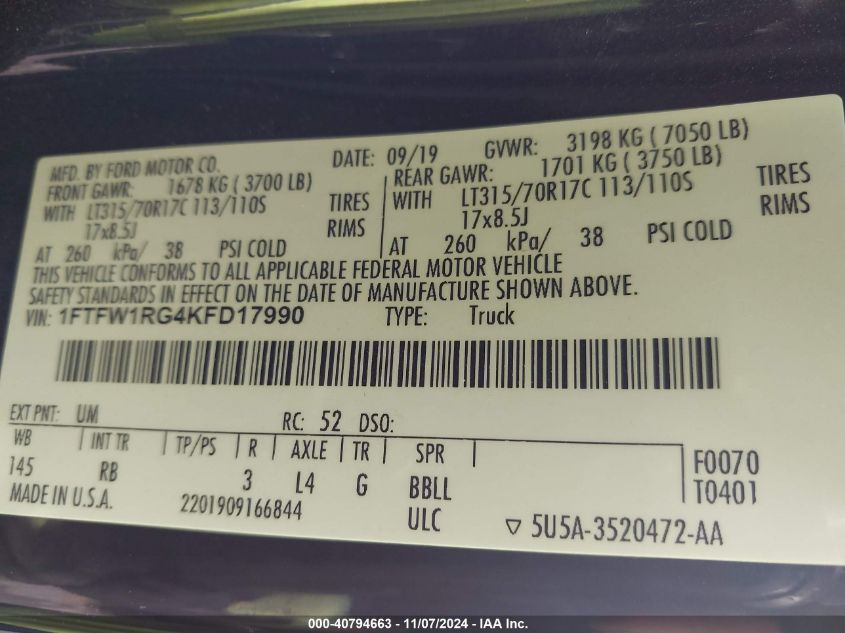 MFD. BY FORD MOTOR CO. DATE: 09/19 GVWR: 3198 KG ( 7050 LB)
FRONT GAWR: 1678 KG ( 3700 LB) REAR GAWR: 1701 KG ( 3750 LB)
WITH LT315/70R17C 113/110S TIRES WITH LT315/70R17C 113/110S TIRES
17x8.5J RIMS 17x8.5J RIMS
AT 260 kPa/ 38 PSI COLD AT 260 kPa/ 38 PSI COLD
THIS VEHICLE CONFORMS TO ALL APPLICABLE FEDERAL MOTOR VEHICLE
SAFETY STANDARDS IN EFFECT ON THE DATE OF MANUFACTURE SHOWN ABOVE.
VIN: 1FTFW1RG4KFD17990 TYPE: Truck
EXT PNT: UM RC: 52 DSO:
WB INT TR TP/PS R AXLE TR SPR
145 RB 3 L4 G BBLL F0070
T0401
MADE IN U.S.A. 2201909166844 ULC ▽ 5U5A-3520472-AA
000-40794663 - 11/07/2024 - IAA Inc.